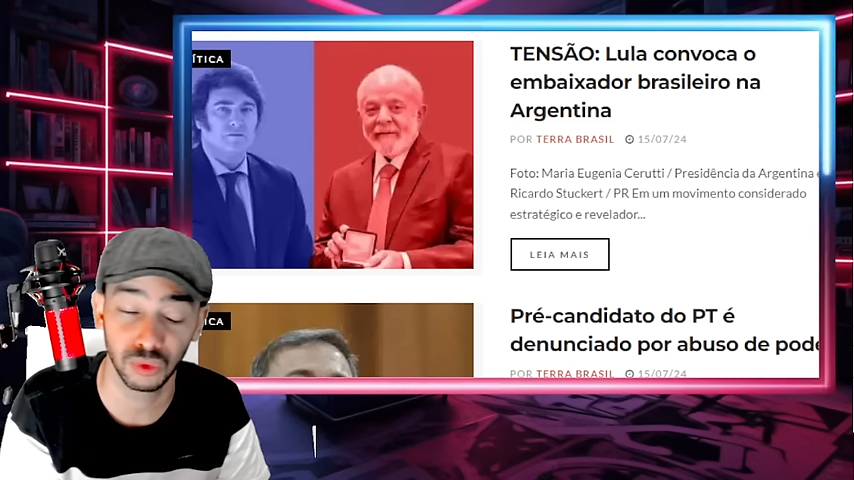 ÍTICA
TENSÃO: Lula convoca o
embaixador brasileiro na
Argentina
POR TERRA BRASIL 15/07/24
Foto: Maria Eugenia Cerutti / Presidência da Argentina e
Ricardo Stuckert / PR Em um movimento considerado
estratégico e revelador...
LEIA MAIS
ICA
Pré-candidato do PT é
denunciado por abuso de pode
POR TERRA BRASIL 15/07/24